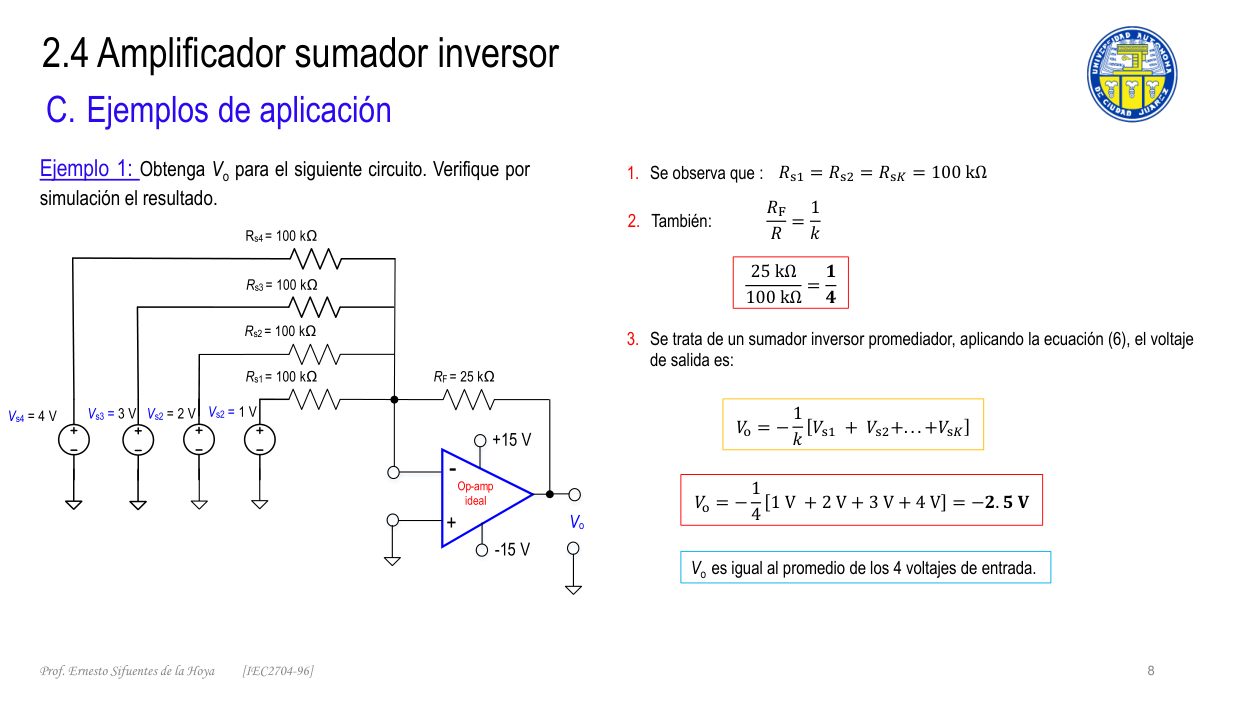 2.4 Amplificador sumador inversor
C. Ejemplos de aplicación
UNIVERSIDAD AUTONOMA
DE CIUDAD JUAREZ
Ejemplo 1: Obtenga Vo para el siguiente circuito. Verifique por
simulación el resultado.
Rs4 = 100 kΩ
Rs3 = 100 kΩ
Rs2 = 100 kΩ
Rs1 = 100 kΩ
RF = 25 kΩ
Vs4 = 4 V
Vs3 = 3 V
Vs2 = 2 V
Vs2 = 1 V
+
−
+
−
+
−
+
−
+15 V
-
Op-amp
ideal
+
Vo
-15 V
1. Se observa que : Rs1 = Rs2 = RsK = 100 kΩ
2. También: RF/R = 1/k
25 kΩ/100 kΩ = 1/4
3. Se trata de un sumador inversor promediador, aplicando la ecuación (6), el voltaje
de salida es:
Vo = −1/k [Vs1 + Vs2+...+VsK]
Vo = −1/4 [1 V + 2 V + 3 V + 4 V] = −2.5 V
Vo es igual al promedio de los 4 voltajes de entrada.
Prof. Ernesto Sifuentes de la Hoya [IEC2704-96]
8